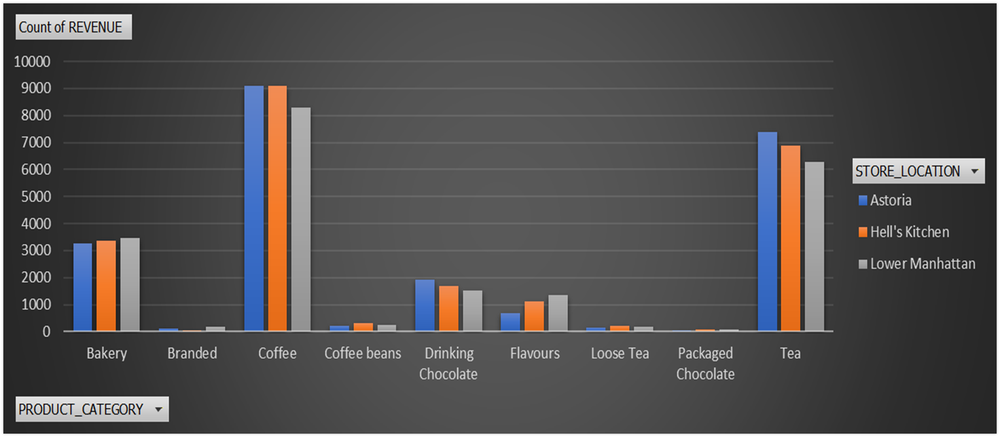 Count of REVENUE
10000
9000
8000
7000
6000
5000
4000
3000
2000
1000
0
Bakery
Branded
Coffee
Coffee beans
Drinking
Chocolate
Flavours
Loose Tea
Packaged
Chocolate
Tea
STORE_LOCATION
Astoria
Hell's Kitchen
Lower Manhattan
PRODUCT_CATEGORY